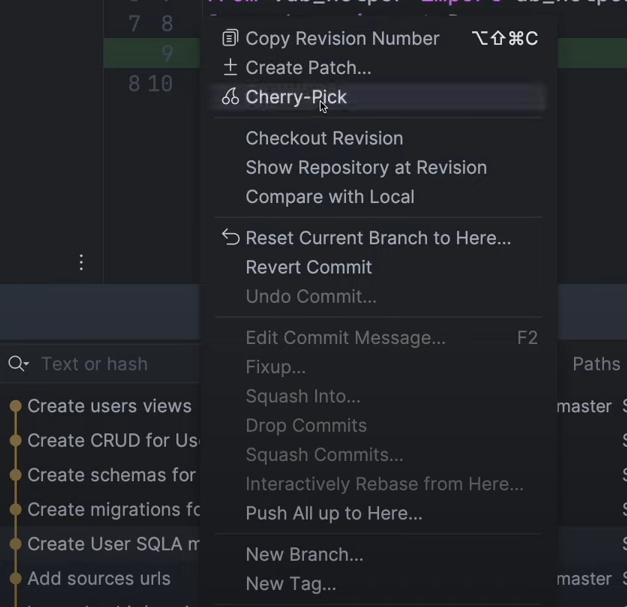 7 8
9
8 10
Copy Revision Number ⌥⇧⌘C
Create Patch...
Cherry-Pick
Checkout Revision
Show Repository at Revision
Compare with Local
Reset Current Branch to Here...
Revert Commit
Undo Commit...
Edit Commit Message... F2
Fixup...
Squash Into...
Drop Commits
Squash Commits...
Interactively Rebase from Here...
Push All up to Here...
New Branch...
New Tag...
Text or hash
Paths
Create users views
master
Create CRUD for
Create schemas for
Create migrations
Create User SQLA
Add sources urls
master